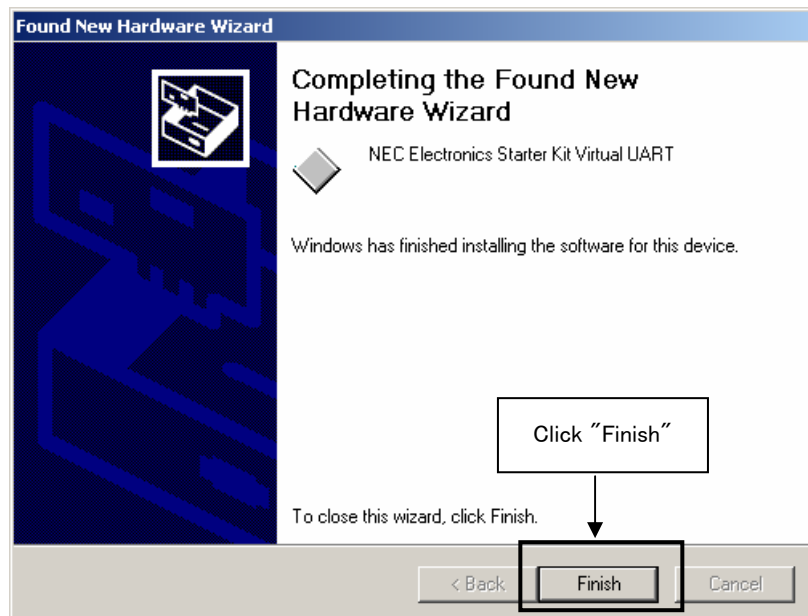 Found New Hardware Wizard
Completing the Found New
Hardware Wizard
NEC Electronics Starter Kit Virtual UART
Windows has finished installing the software for this device.
Click "Finish"
To close this wizard, click Finish.
< Back
Finish
Cancel